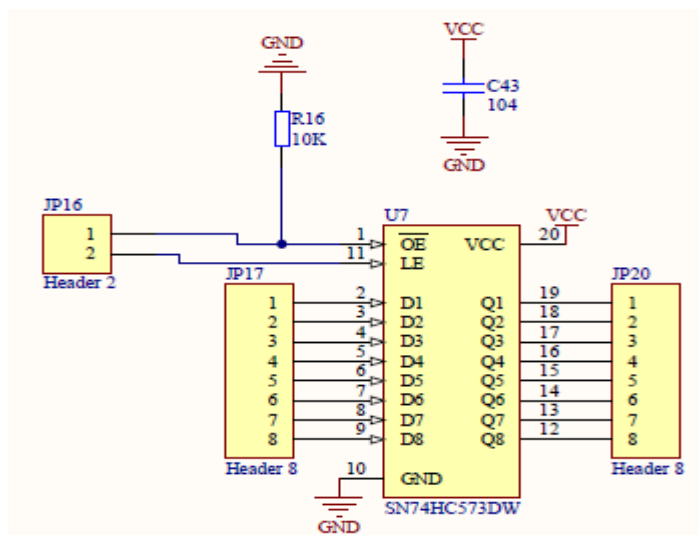 GND
VCC
R16
10K
C43
104
GND
JP16
1
2
Header 2
U7
1
11
OE
LE
VCC
20
VCC
JP17
1
2
3
4
5
6
7
8
Header 8
2
3
4
5
6
7
8
9
D1
D2
D3
D4
D5
D6
D7
D8
Q1
Q2
Q3
Q4
Q5
Q6
Q7
Q8
19
18
17
16
15
14
13
12
JP20
1
2
3
4
5
6
7
8
Header 8
10
GND
GND
SN74HC573DW